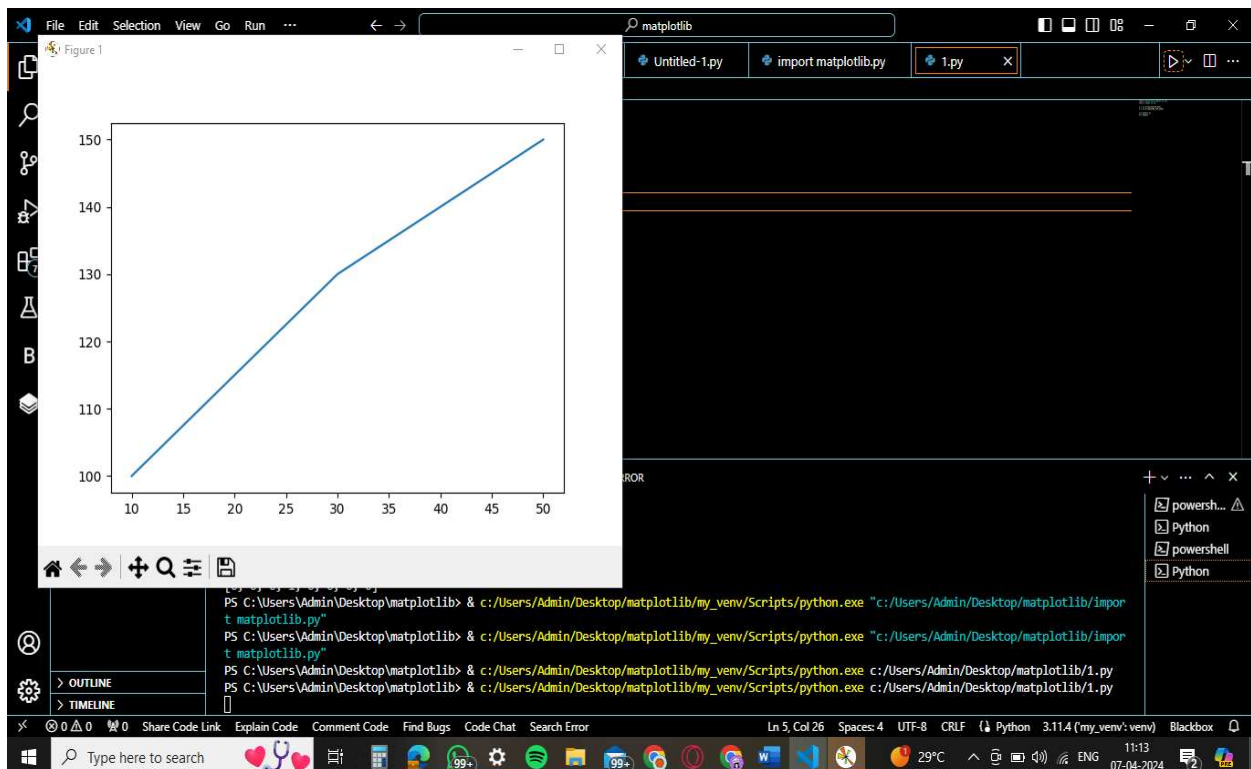 File Edit Selection View Go Run ··· ← → matplotlib
Figure 1
Untitled-1.py import matplotlib.py 1.py
150
140
130
120
110
100
10 15 20 25 30 35 40 45 50
7
B
RROR
powersh...
Python
powershell
Python
PS C:\Users\Admin\Desktop\matplotlib> & c:/Users/Admin/Desktop/matplotlib/my_venv/Scripts/python.exe "c:/Users/Admin/Desktop/matplotlib/impor
t matplotlib.py"
PS C:\Users\Admin\Desktop\matplotlib> & c:/Users/Admin/Desktop/matplotlib/my_venv/Scripts/python.exe "c:/Users/Admin/Desktop/matplotlib/impor
t matplotlib.py"
PS C:\Users\Admin\Desktop\matplotlib> & c:/Users/Admin/Desktop/matplotlib/my_venv/Scripts/python.exe c:/Users/Admin/Desktop/matplotlib/1.py
PS C:\Users\Admin\Desktop\matplotlib> & c:/Users/Admin/Desktop/matplotlib/my_venv/Scripts/python.exe c:/Users/Admin/Desktop/matplotlib/1.py
> OUTLINE
> TIMELINE
0 0 0 Share Code Link Explain Code Comment Code Find Bugs Code Chat Search Error Ln 5, Col 26 Spaces: 4 UTF-8 CRLF Python 3.11.4 ('my_venv': venv) Blackbox
Type here to search 99+ 99+ 29°C ENG 11:13
07-04-2024 2 PRE